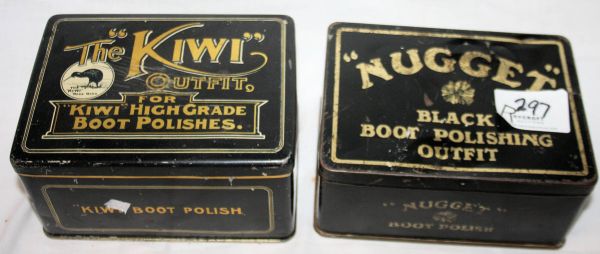 The "KIWI"
OUTFIT.
FOR
"KIWI" HIGH GRADE
BOOT POLISHES.
"KIWI" BOOT POLISH
"NUGGET"
297
BLACK
BOOT POLISHING
OUTFIT
"NUGGET"
BOOT POLISH